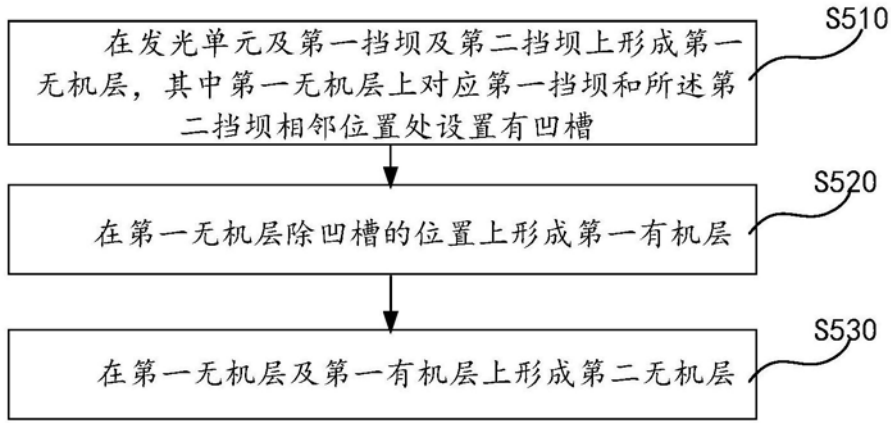 S510
在发光单元及第一挡坝及第二挡坝上形成第一
无机层，其中第一无机层上对应第一挡坝和所述第
二挡坝相邻位置处设置有凹槽
S520
在第一无机层除凹槽的位置上形成第一有机层
S530
在第一无机层及第一有机层上形成第二无机层